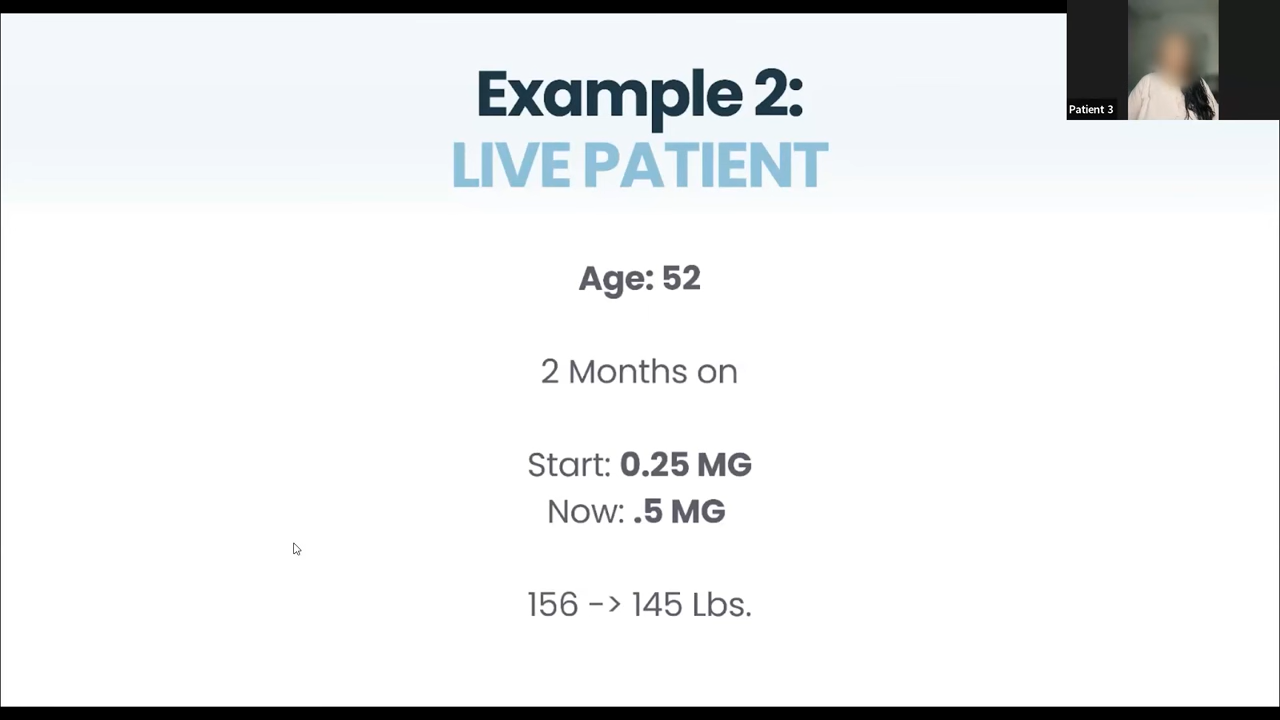 Example 2:
LIVE PATIENT
Patient 3
Age: 52
2 Months on
Start: 0.25 MG
Now: .5 MG
156 -> 145 Lbs.